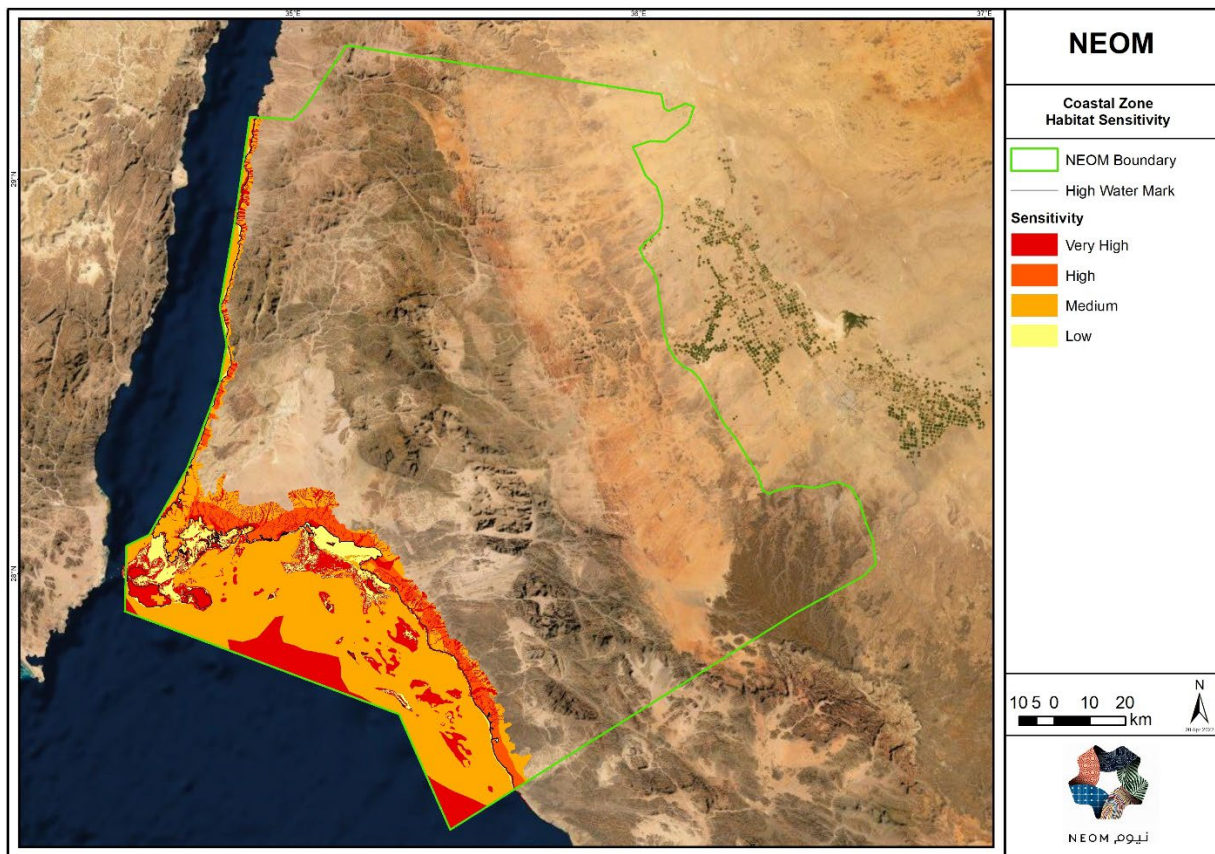 35°E
36°E
37°E
29°N
28°N
NEOM
Coastal Zone
Habitat Sensitivity
NEOM Boundary
High Water Mark
Sensitivity
Very High
High
Medium
Low
10 5 0 10 20
km
N
NEOM نيوم